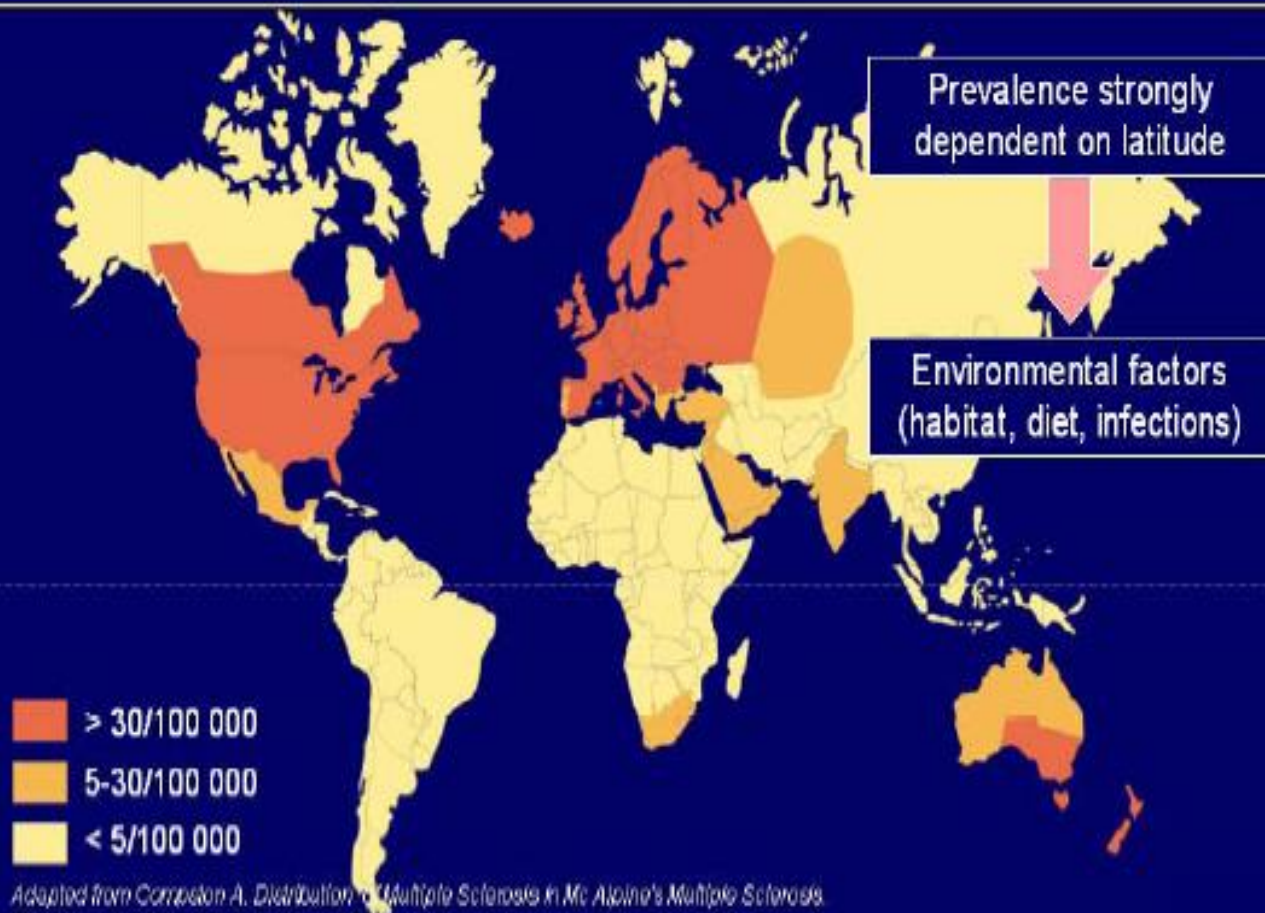 Prevalence strongly
dependent on latitude
Environmental factors
(habitat, diet, infections)
> 30/100 000
5-30/100 000
< 5/100 000
Adapted from Compston A. Distribution of Multiple Sclerosis in Mc Alpine's Multiple Sclerosis.